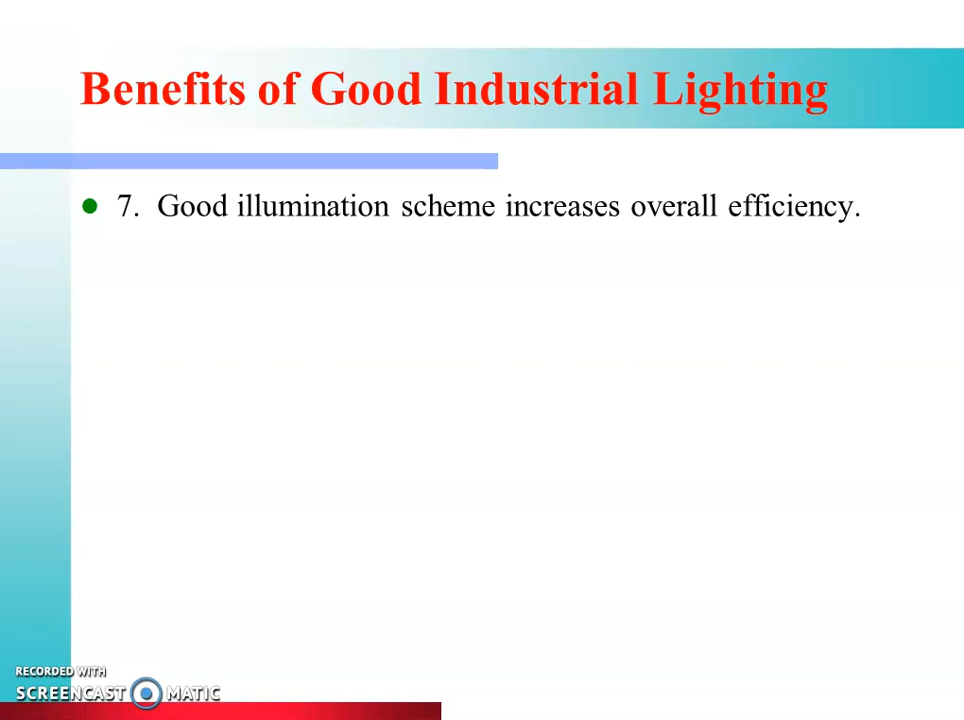 Benefits of Good Industrial Lighting
7. Good illumination scheme increases overall efficiency.
RECORDED WITH
SCREENCAST MATIC